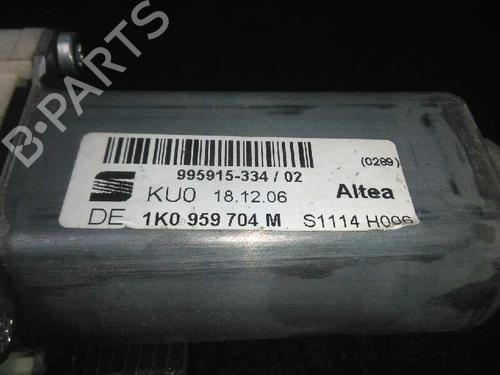 B-PARTS
995915-334 / 02
(0289)
KU0 18.12.06
Altea
DE 1K0 959 704 M
S1114 H006